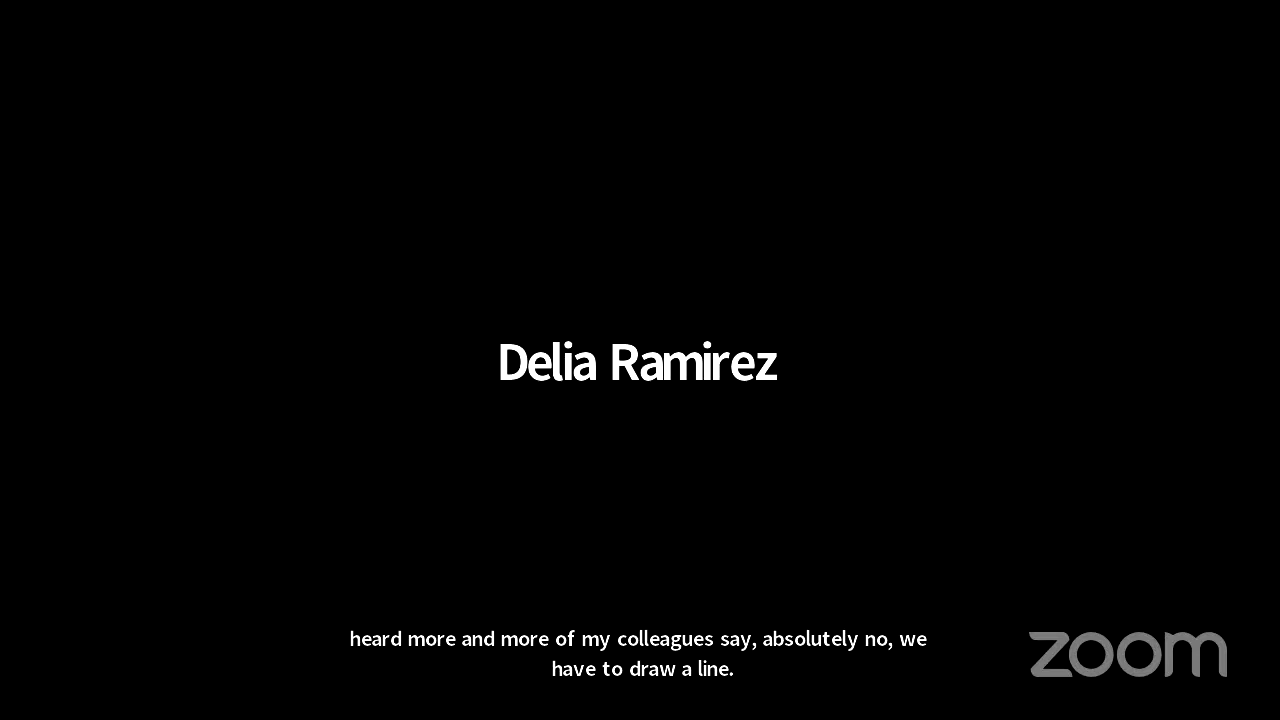 Delia Ramirez
heard more and more of my colleagues say, absolutely no, we
have to draw a line.
zoom